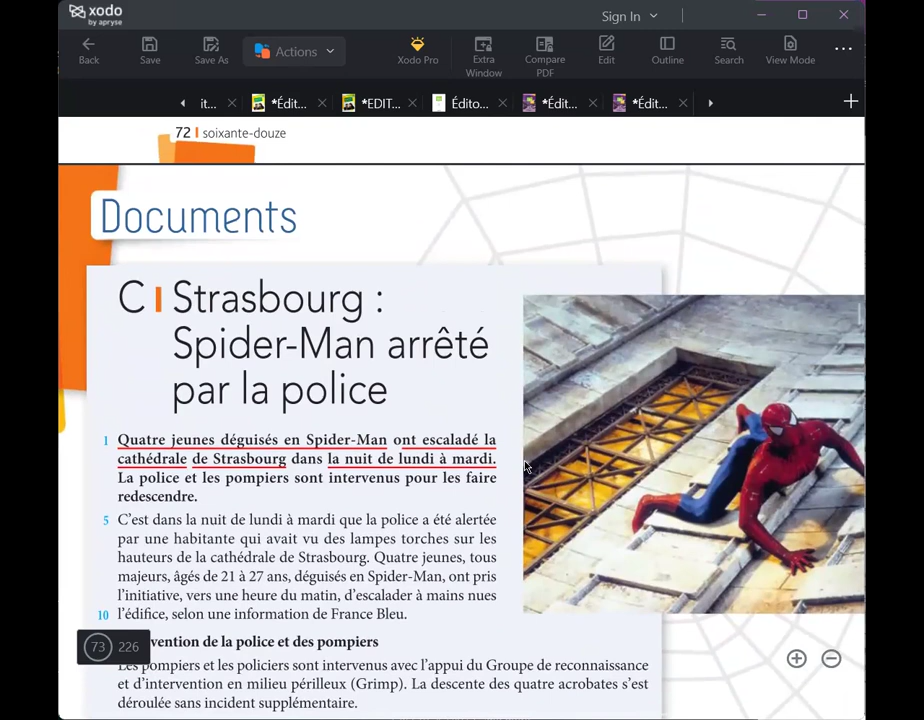 xodo
by apryse
Sign In
Back
Save
Save As
Actions
Xodo Pro
Extra
Window
Compare
PDF
Edit
Outline
Search
View Mode
it...
*Édit...
*EDIT...
Édito...
*Édit...
*Édit...
72 I soixante-douze
Documents
C I Strasbourg :
Spider-Man arrêté
par la police
1 Quatre jeunes déguisés en Spider-Man ont escaladé la
cathédrale de Strasbourg dans la nuit de lundi à mardi.
La police et les pompiers sont intervenus pour les faire
redescendre.
5 C'est dans la nuit de lundi à mardi que la police a été alertée
par une habitante qui avait vu des lampes torches sur les
hauteurs de la cathédrale de Strasbourg. Quatre jeunes, tous
majeurs, âgés de 21 à 27 ans, déguisés en Spider-Man, ont pris
l'initiative, vers une heure du matin, d'escalader à mains nues
10 l'édifice, selon une information de France Bleu.
73 226
vention de la police et des pompiers
Les pompiers et les policiers sont intervenus avec l'appui du Groupe de reconnaissance
et d'intervention en milieu périlleux (Grimp). La descente des quatre acrobates s'est
déroulée sans incident supplémentaire.